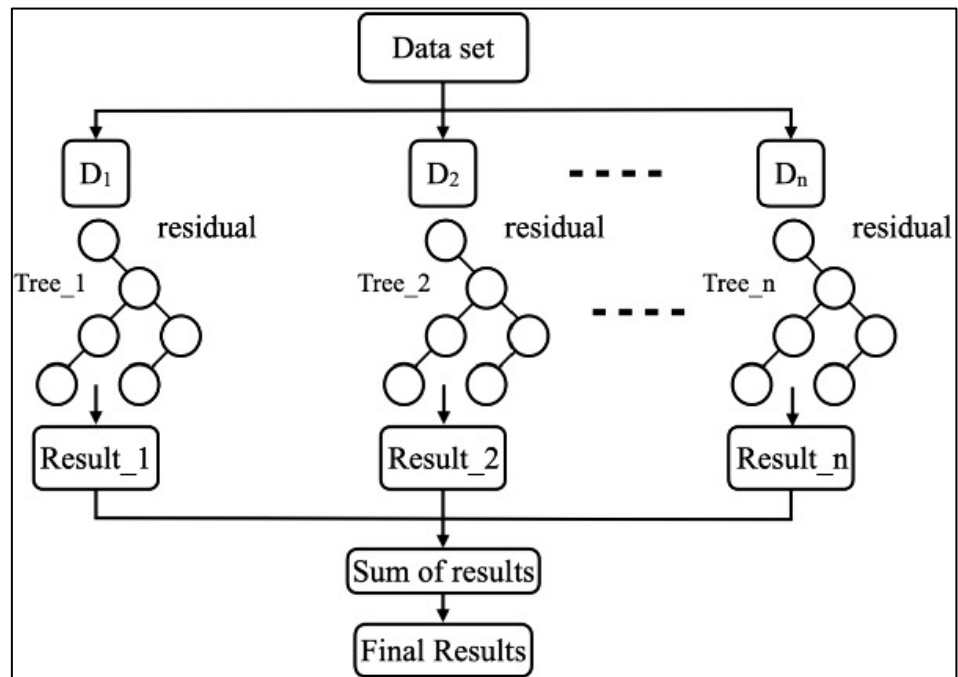 Data set
D₁
D₂
Dₙ
residual
residual
residual
Tree_1
Tree_2
Tree_n
Result_1
Result_2
Result_n
Sum of results
Final Results